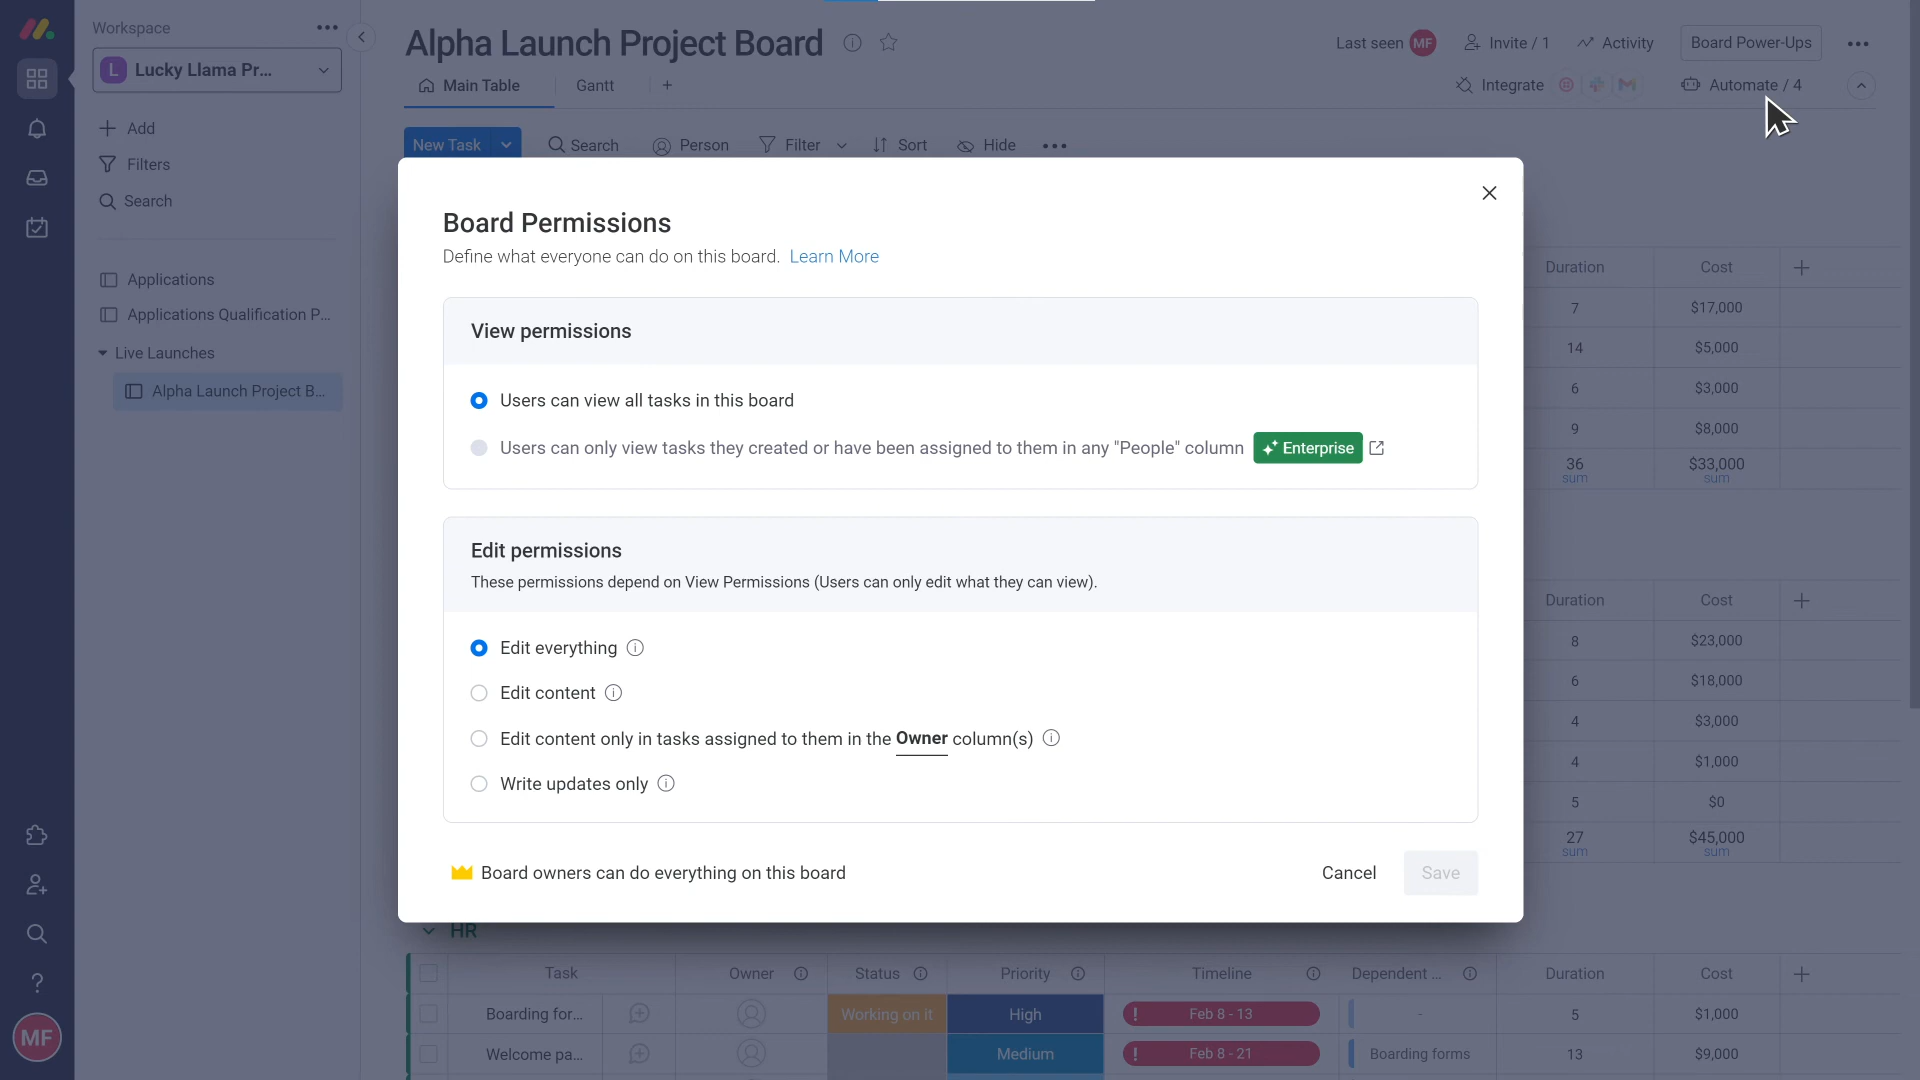 Workspace
L Lucky Llama Pr...
Add
Filters
Search
Applications
Applications Qualification P...
Live Launches
Alpha Launch Project B...
MF
Alpha Launch Project Board
Last seen MF
Invite / 1
Activity
Board Power-Ups
Main Table
Gantt
Integrate
Automate / 4
New Task
Search
Person
Filter
Sort
Hide
Board Permissions
Define what everyone can do on this board. Learn More
View permissions
Users can view all tasks in this board
Users can only view tasks they created or have been assigned to them in any "People" column Enterprise
Edit permissions
These permissions depend on View Permissions (Users can only edit what they can view).
Edit everything
Edit content
Edit content only in tasks assigned to them in the Owner column(s)
Write updates only
Board owners can do everything on this board
Cancel
Save
Duration Cost
7 $17,000
14 $5,000
6 $3,000
9 $8,000
36 $33,000
sum sum
Duration Cost
8 $23,000
6 $18,000
4 $3,000
4 $1,000
5 $0
27 $45,000
sum sum
HR
Task Owner Status Priority Timeline Dependent ... Duration Cost
Boarding for... Working on it High ! Feb 8 - 13 - 5 $1,000
Welcome pa... Medium ! Feb 8 - 21 Boarding forms 13 $9,000